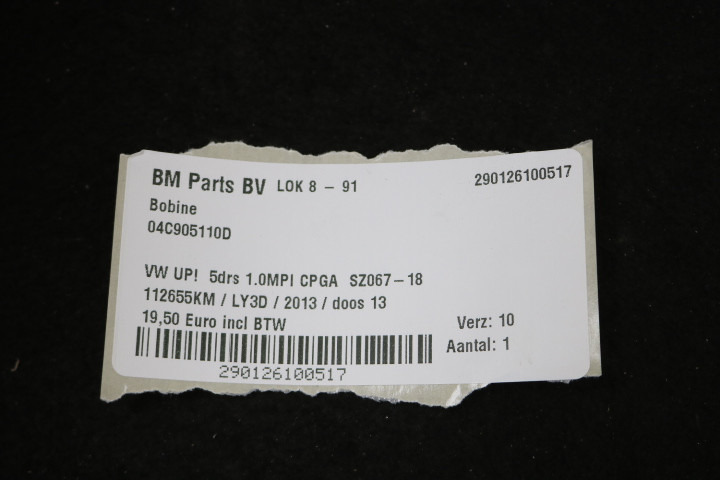 BM Parts BV LOK 8 - 91 290126100517
Bobine
04C905110D
VW UP! 5drs 1.0MPI CPGA SZ067-18
112655KM / LY3D / 2013 / doos 13
19,50 Euro incl BTW Verz: 10
Aantal: 1
290126100517